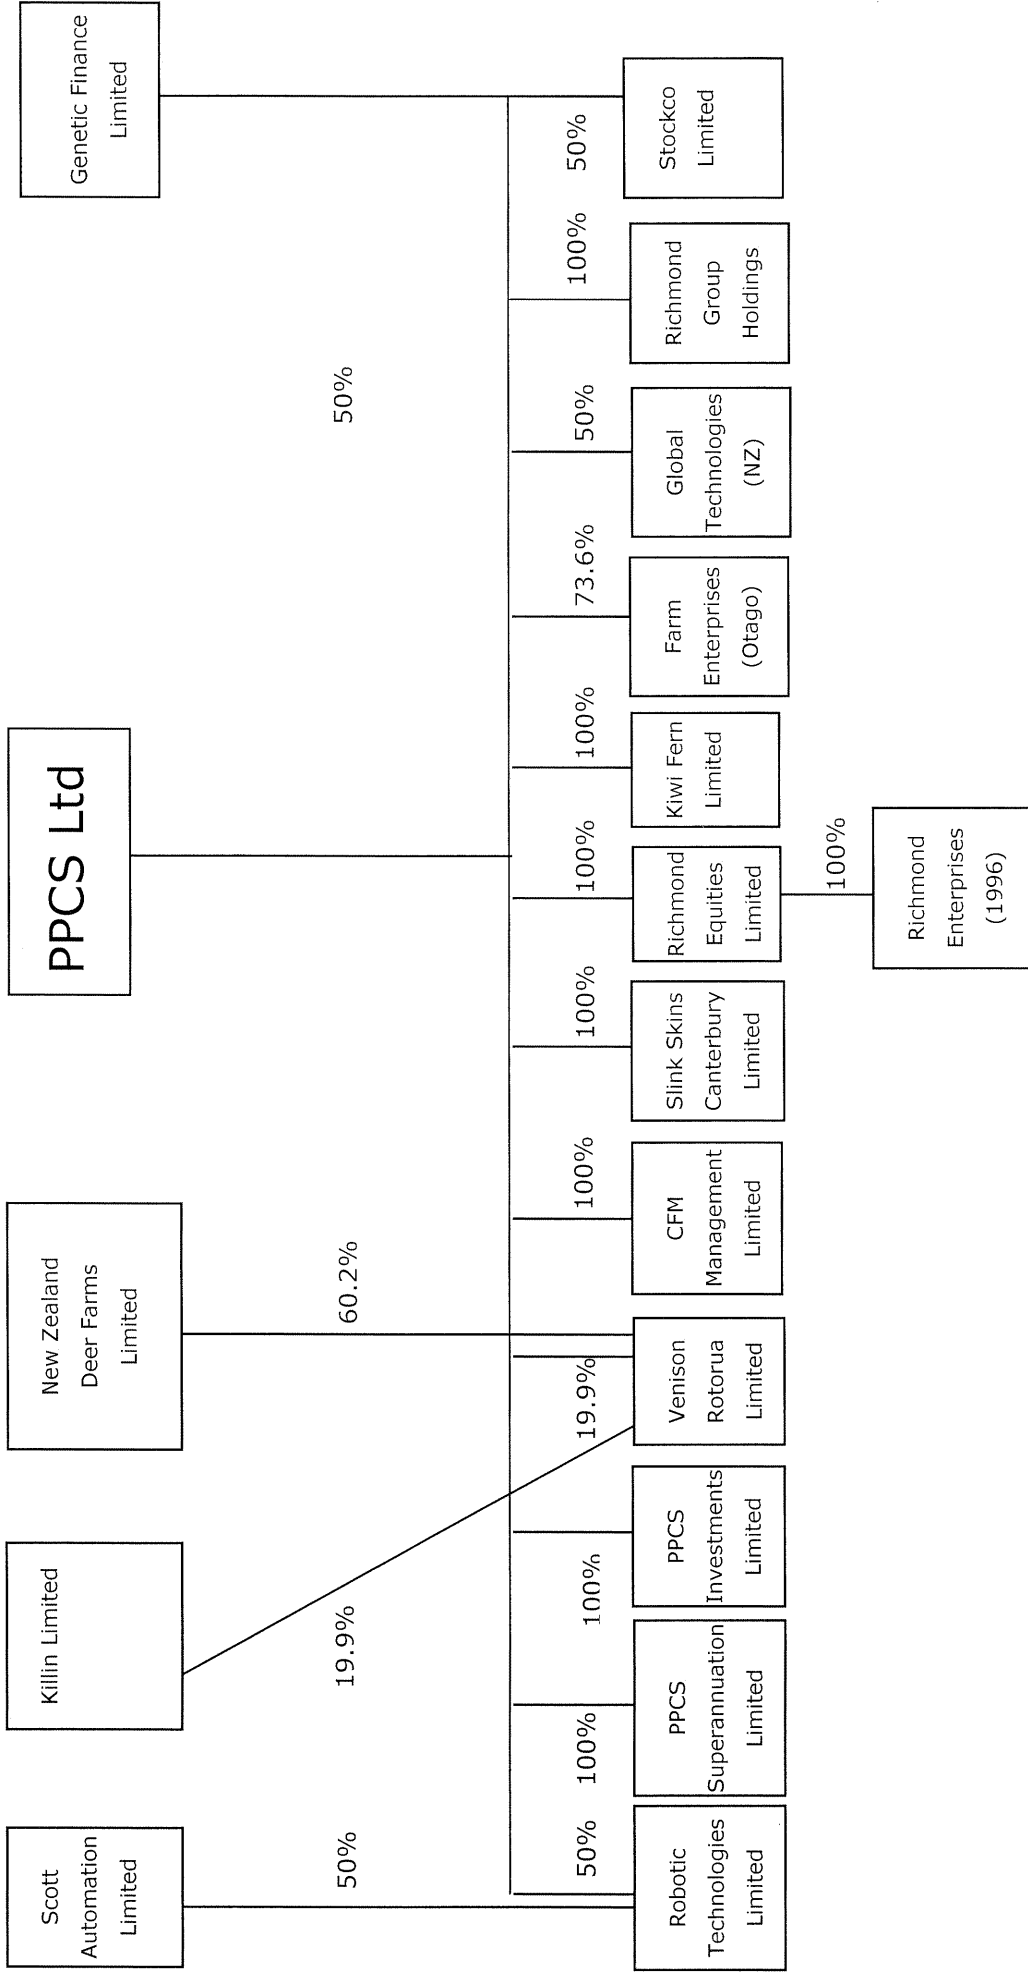 Scott
Automation
Limited
Killin Limited
New Zealand
Deer Farms
Limited
PPCS Ltd
Genetic Finance
Limited
50%
19.9%
60.2%
50%
50%
100%
100%
19.9%
100%
100%
100%
100%
73.6%
50%
100%
50%
Robotic
Technologies
Limited
PPCS
Superannuation
Limited
PPCS
Investments
Limited
Venison
Rotorua
Limited
CFM
Management
Limited
Slink Skins
Canterbury
Limited
Richmond
Equities
Limited
Kiwi Fern
Limited
Farm
Enterprises
(Otago)
Global
Technologies
(NZ)
Richmond
Group
Holdings
Stockco
Limited
100%
Richmond
Enterprises
(1996)